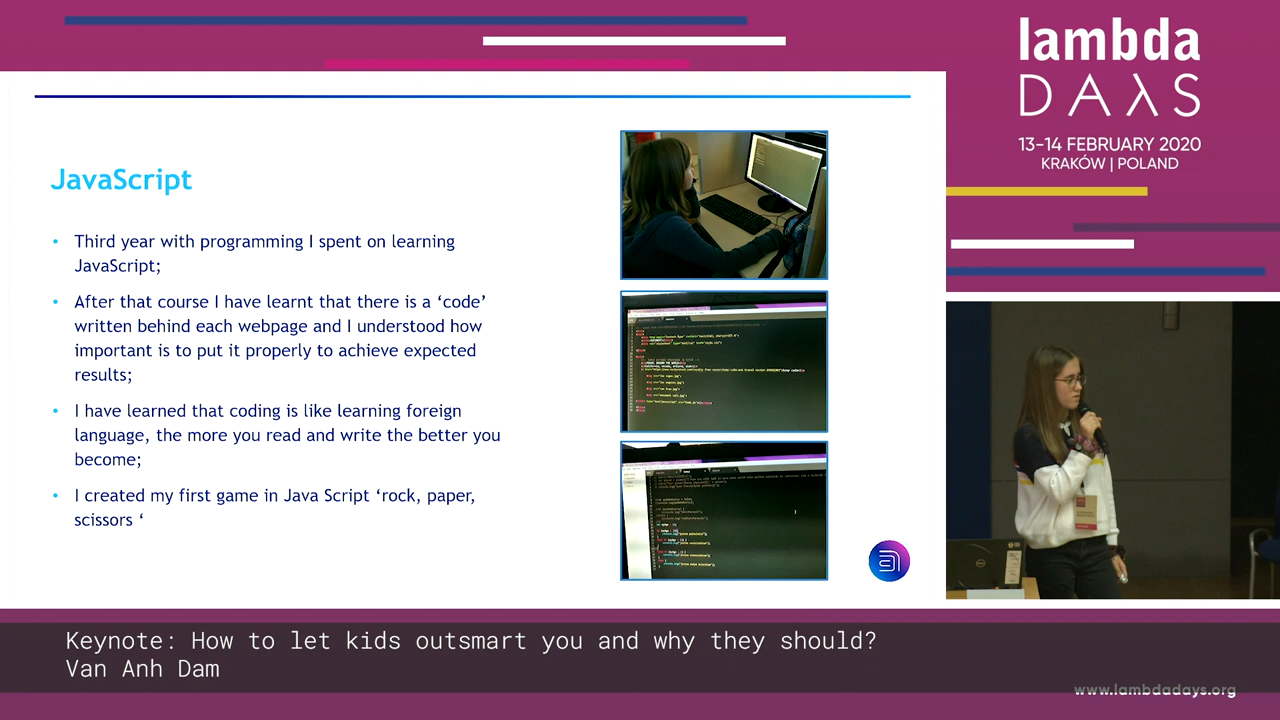 lambda
DAYS
13-14 FEBRUARY 2020
KRAKÓW | POLAND
JavaScript
• Third year with programming I spent on learning
JavaScript;
• After that course I have learnt that there is a ‘code’
written behind each webpage and I understood how
important is to put it properly to achieve expected
results;
• I have learned that coding is like learning foreign
language, the more you read and write the better you
become;
• I created my first game in Java Script ‘rock, paper,
scissors ‘
Keynote: How to let kids outsmart you and why they should?
Van Anh Dam
www.lambdadays.org